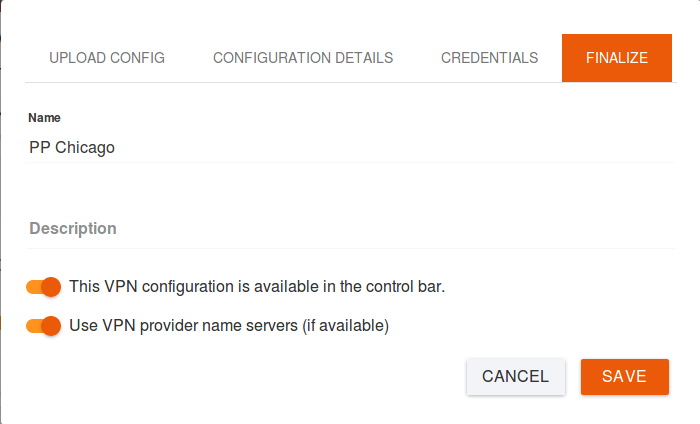 UPLOAD CONFIG CONFIGURATION DETAILS CREDENTIALS FINALIZE
Name
PP Chicago
Description
This VPN configuration is available in the control bar.
Use VPN provider name servers (if available)
CANCEL SAVE